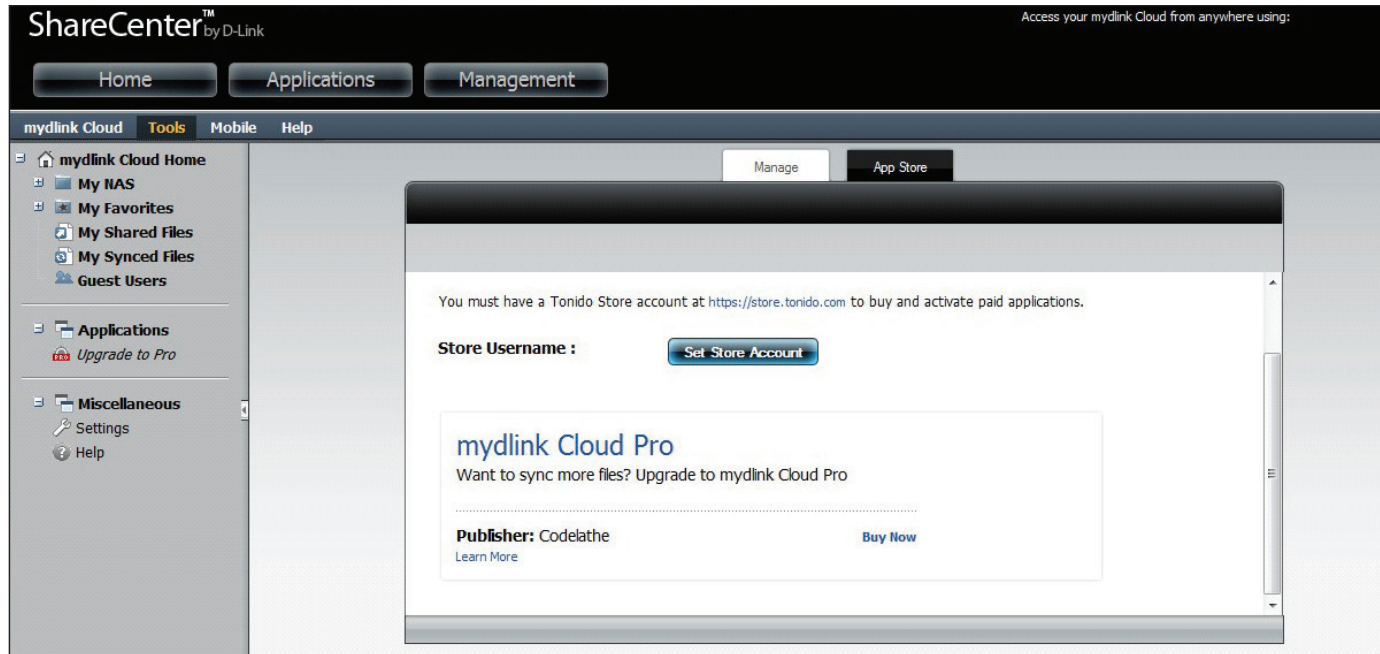 ShareCenter™ by D-Link
Access your mydlink Cloud from anywhere using:
Home Applications Management
mydlink Cloud Tools Mobile Help
mydlink Cloud Home
My NAS
My Favorites
My Shared Files
My Synced Files
Guest Users
Applications
PRO Upgrade to Pro
Miscellaneous
Settings
Help
Manage App Store
You must have a Tonido Store account at https://store.tonido.com to buy and activate paid applications.
Store Username : Set Store Account
mydlink Cloud Pro
Want to sync more files? Upgrade to mydlink Cloud Pro
Publisher: Codelathe Buy Now
Learn More